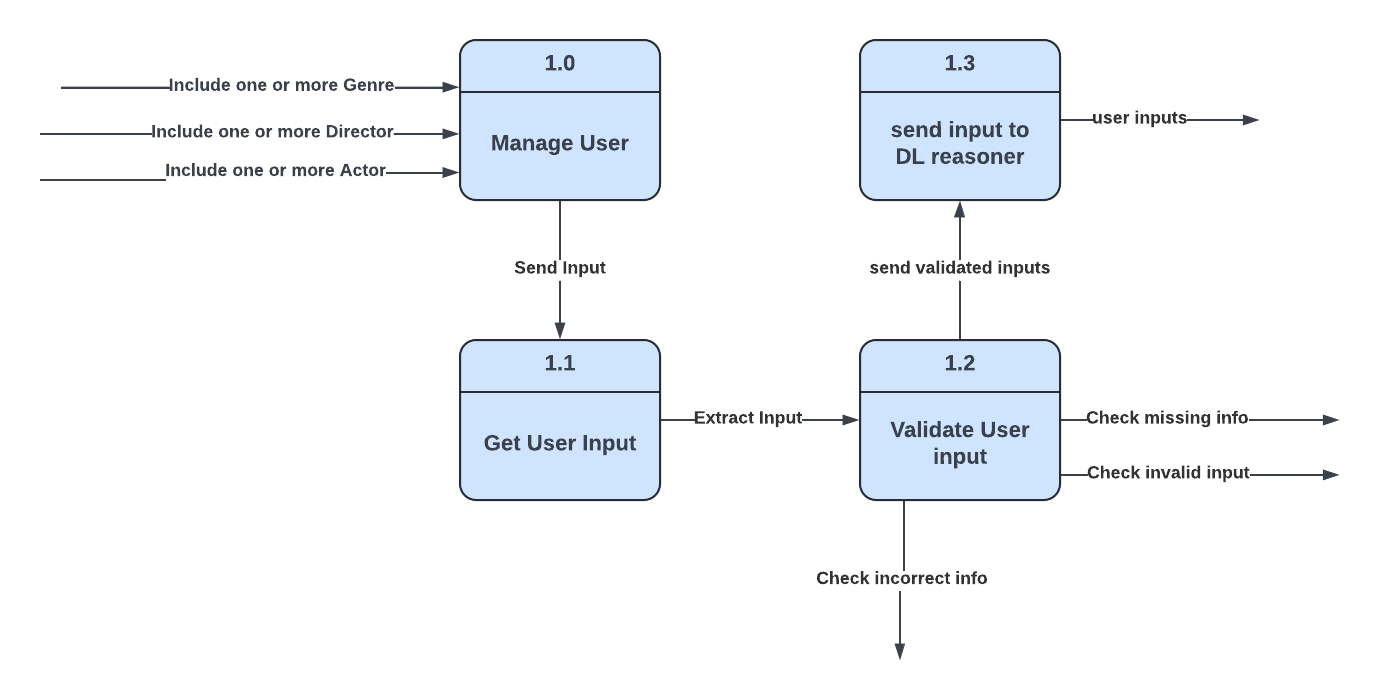 1.0
Manage User
Include one or more Genre
Include one or more Director
Include one or more Actor
Send Input
1.1
Get User Input
Extract Input
1.2
Validate User
input
Check missing info
Check invalid input
Check incorrect info
send validated inputs
1.3
send input to
DL reasoner
user inputs